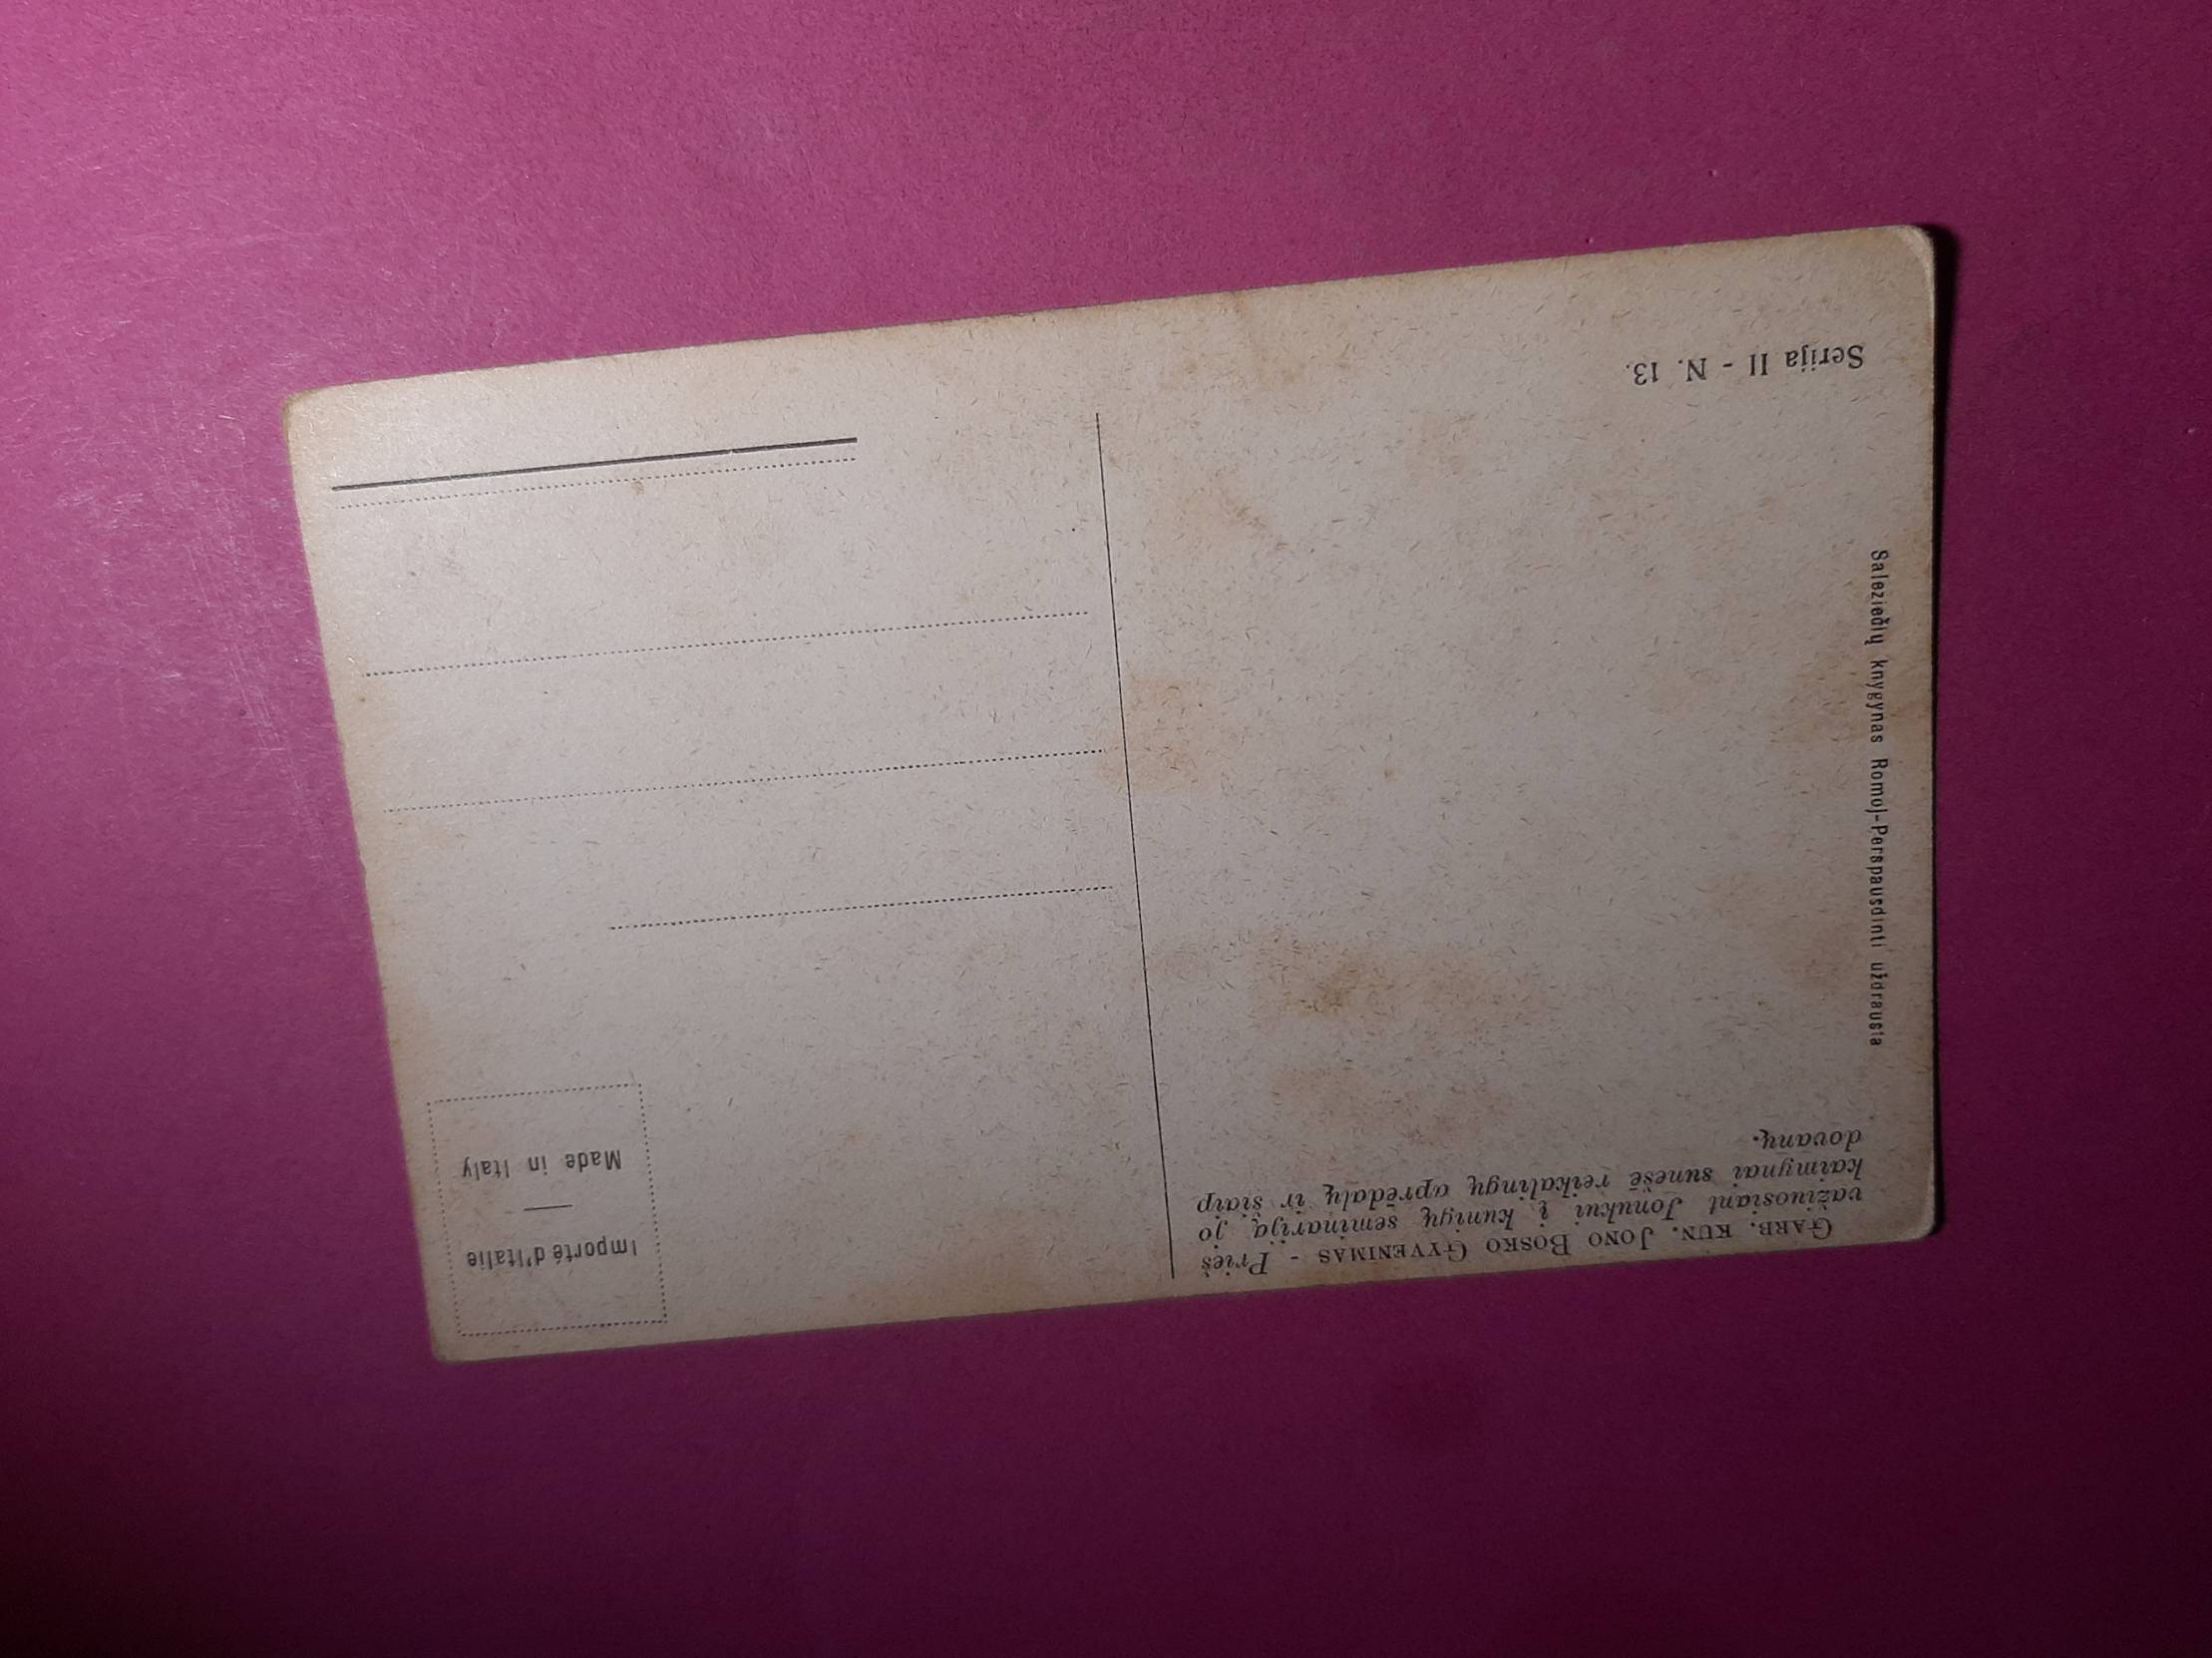 GARB. KUN. JONO BOSKO GYVENIMAS - Prieš
važiuosiant Jonukui į kunigų seminariją, jo
kaimynai sunešė reikalingų aprėdalų ir šiaip
dovanų.
Importé d'Italie
Made in Italy
Saleziečių knygynas Romoj-Perspausdinti uždrausta
Serija II - N. 13.